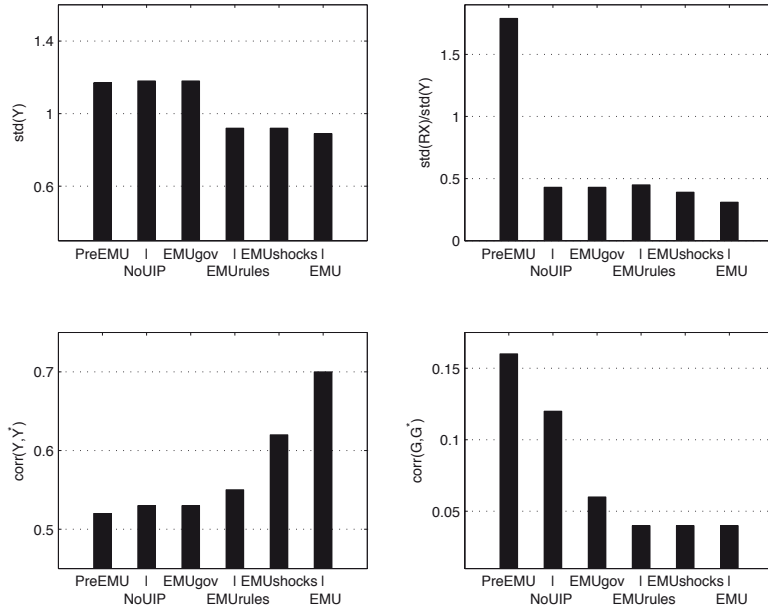 std(Y)
1.4
1
0.6
PreEMU | EMUgov | EMUshocks |
NoUIP EMUrules EMU
std(RX)/std(Y)
1.5
1
0.5
0
PreEMU | EMUgov | EMUshocks |
NoUIP EMUrules EMU
corr(Y,Y*)
0.7
0.6
0.5
PreEMU | EMUgov | EMUshocks |
NoUIP EMUrules EMU
corr(G,G*)
0.15
0.1
0.05
PreEMU | EMUgov | EMUshocks |
NoUIP EMUrules EMU